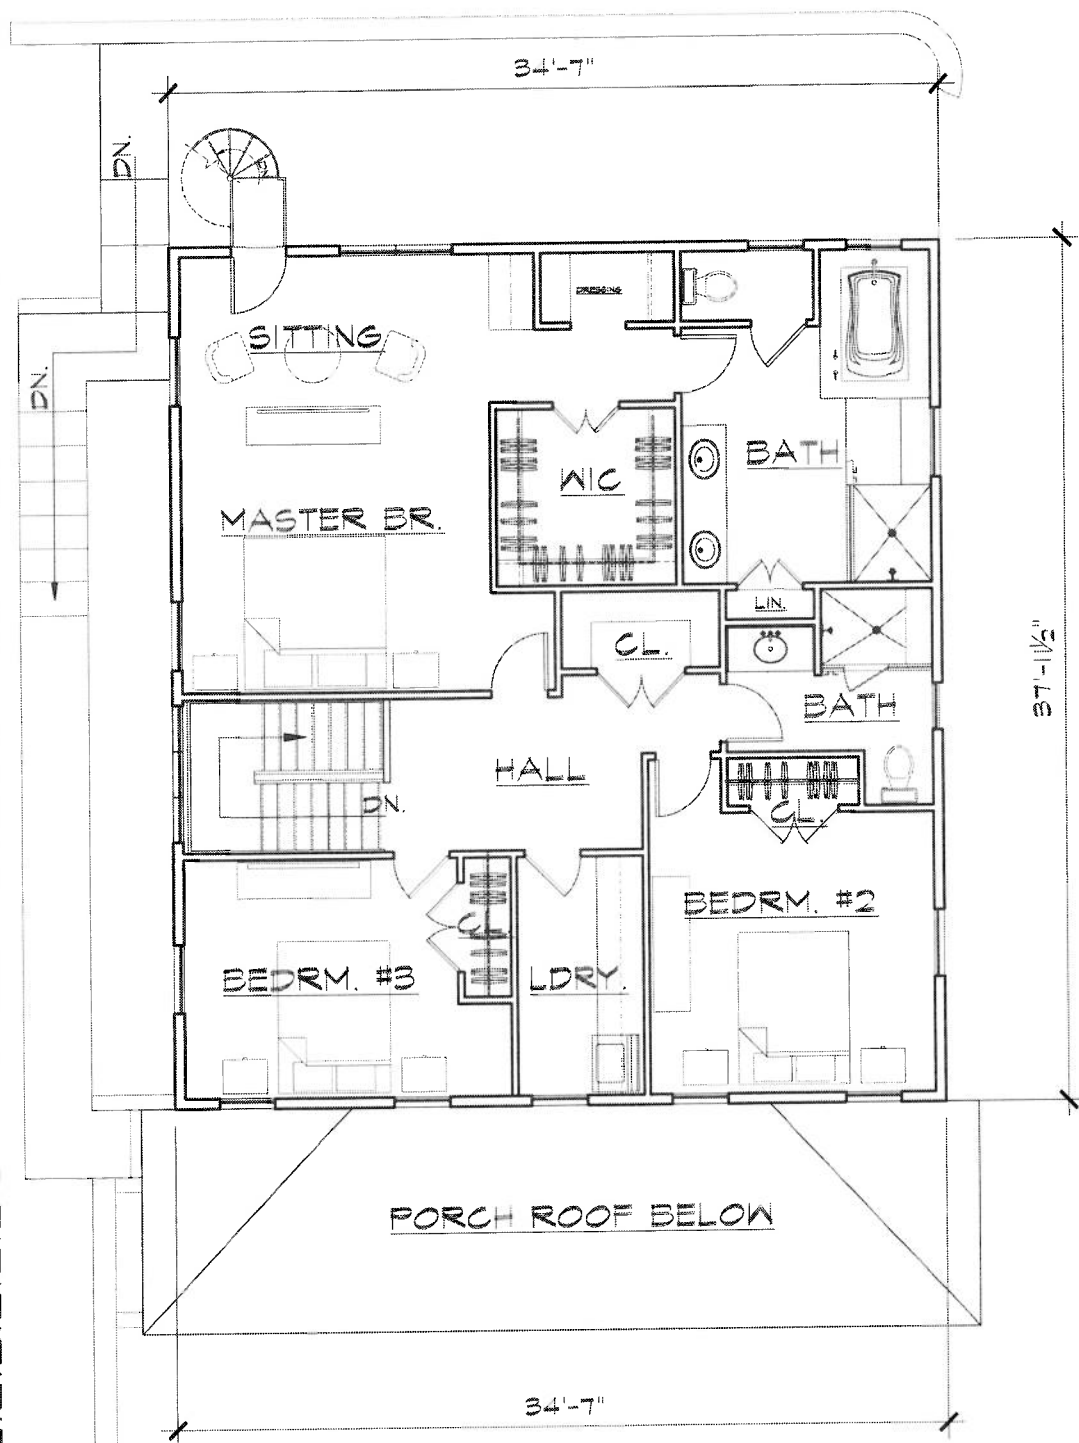 34'-7"
DN.
DRESSING
SITTING
DN.
BATH
WIC
MASTER BR.
LIN.
CL.
37'-11½"
BATH
HALL
DN.
CL.
BEDRM. #2
CL.
BEDRM. #3
LDRY.
PORCH ROOF BELOW
34'-7"